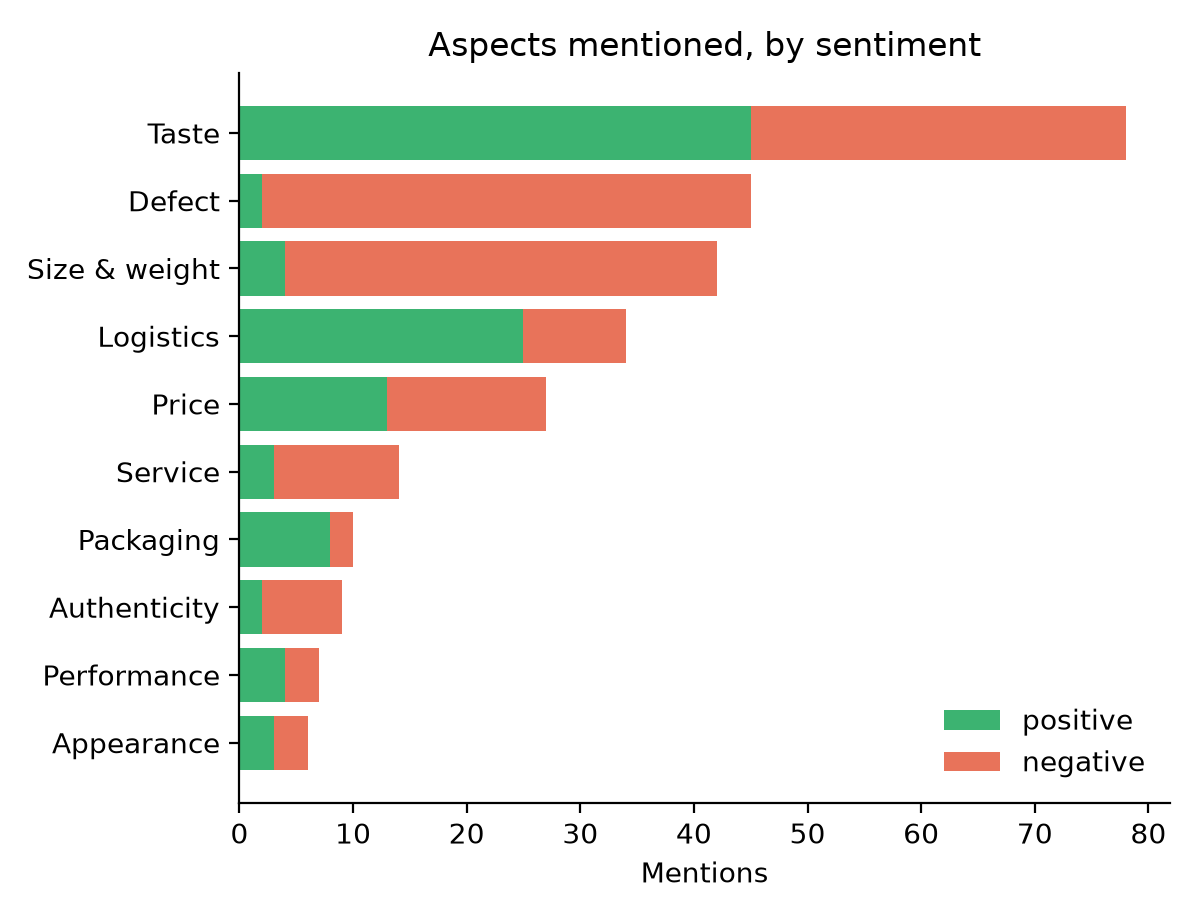 Aspects mentioned, by sentiment
Taste
Defect
Size & weight
Logistics
Price
Service
Packaging
Authenticity
Performance
Appearance
positive
negative
0 10 20 30 40 50 60 70 80
Mentions